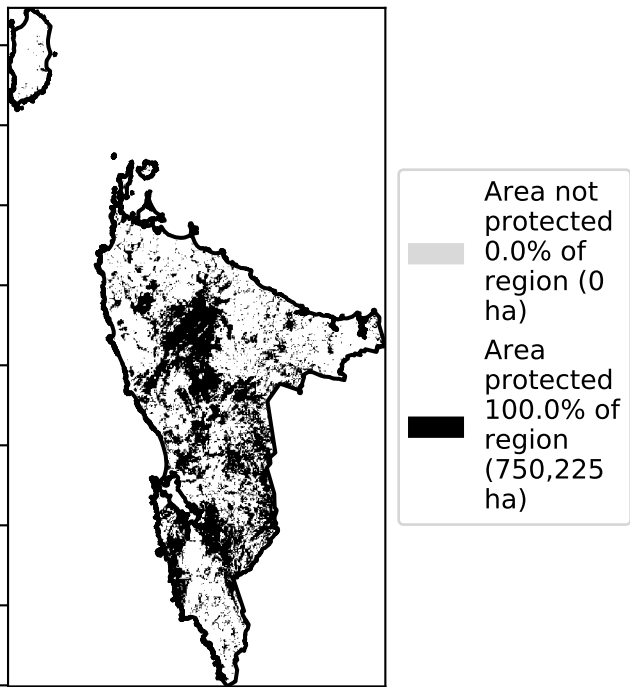 Area not
protected
0.0% of
region (0
ha)
Area
protected
100.0% of
region
(750,225
ha)